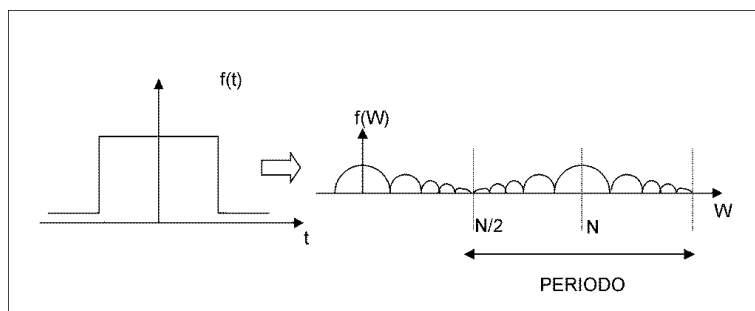 f(t)
t
f(W)
W
N/2
N
PERIODO